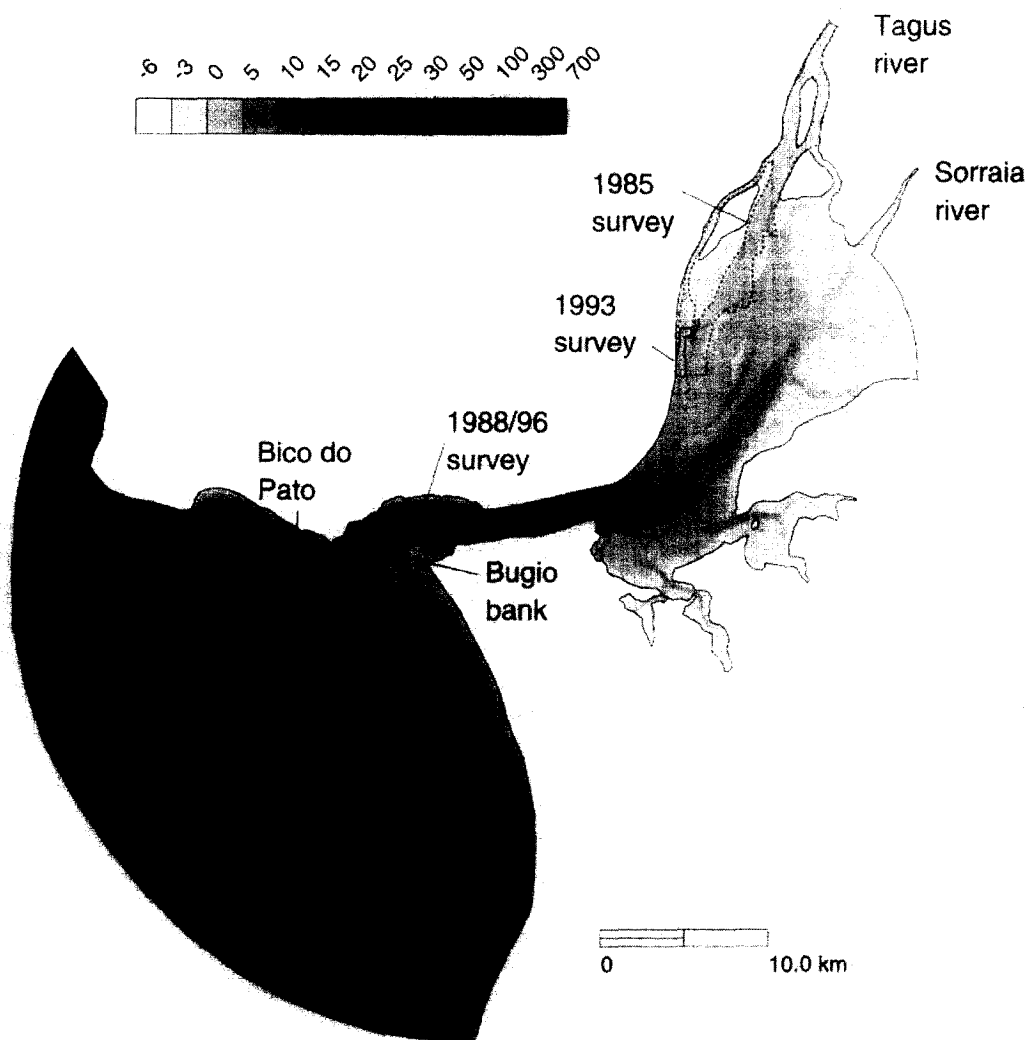 -6 -3 0 5 10 15 20 25 30 50 100 300 700
Tagus
river
Sorraia
river
1985
survey
1993
survey
1988/96
survey
Bico do
Pato
Bugio
bank
0 10.0 km